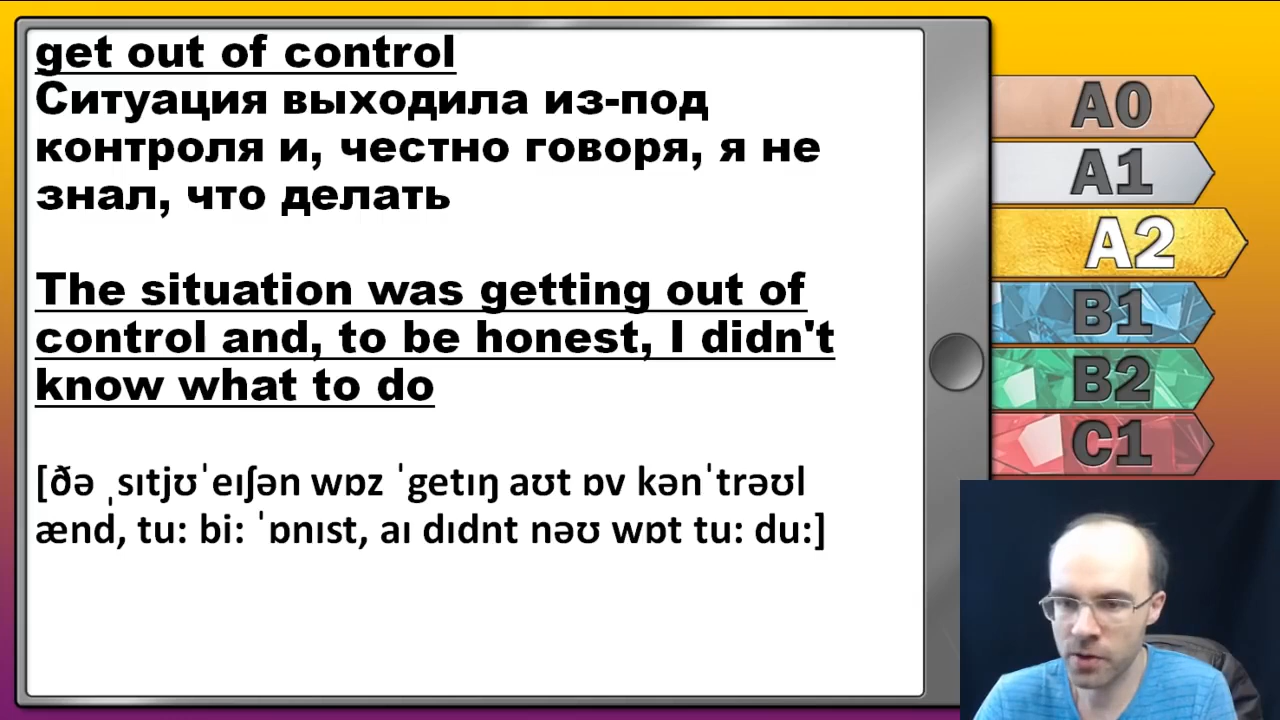 get out of control
Ситуация выходила из-под
контроля и, честно говоря, я не
знал, что делать
The situation was getting out of
control and, to be honest, I didn't
know what to do
[ðə ˌsɪtjʊˈeɪʃən wɒz ˈgetɪŋ aʊt ɒv kənˈtrəʊl
ænd, tu: bi: ˈɒnɪst, aɪ dɪdnt nəʊ wɒt tu: du:]
A0
A1
A2
B1
B2
C1